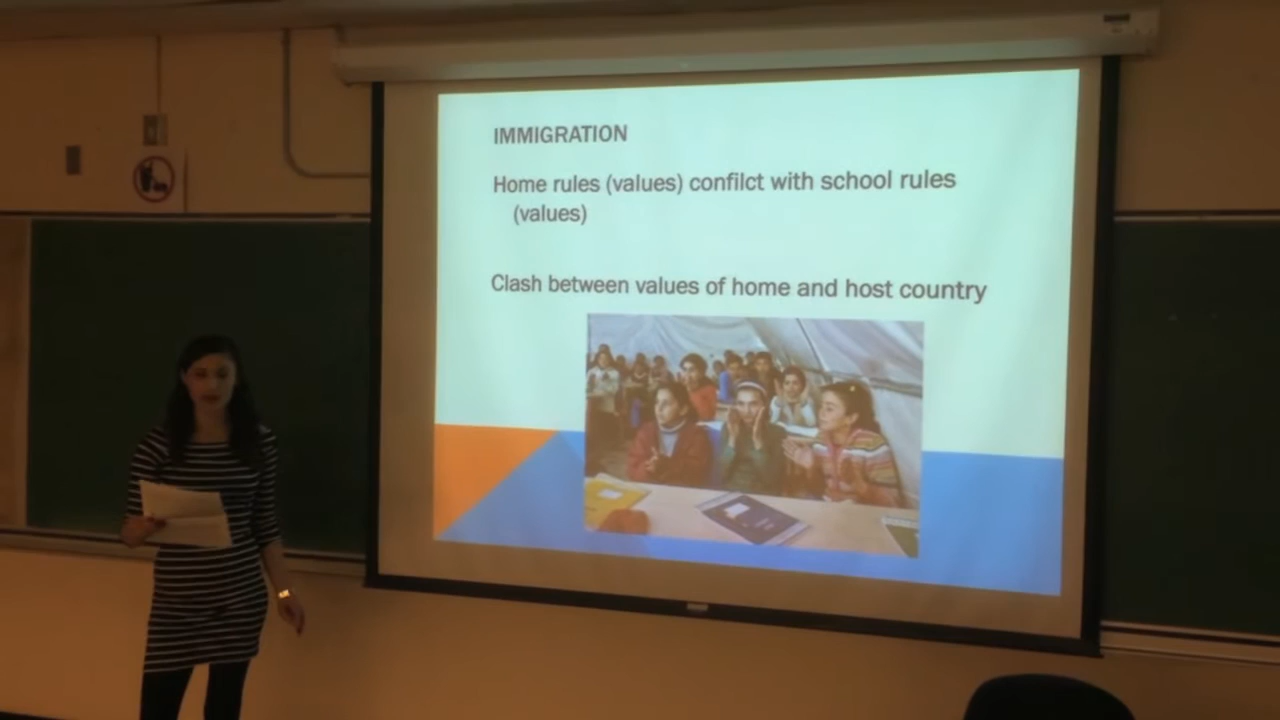 IMMIGRATION
Home rules (values) confilct with school rules
(values)
Clash between values of home and host country